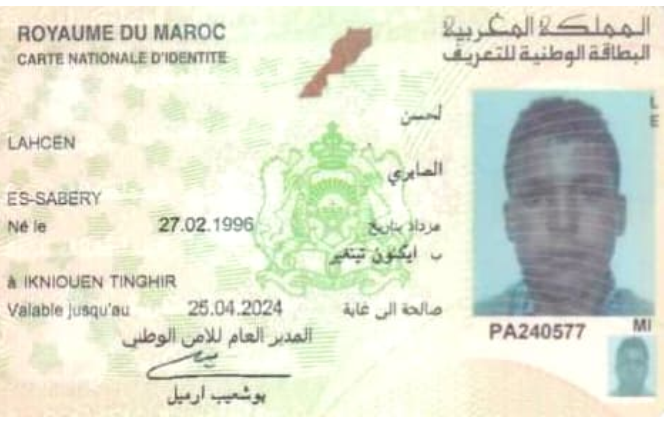 ROYAUME DU MAROC
المملكة المغربية
CARTE NATIONALE D'IDENTITE
البطاقة الوطنية للتعريف
لحسن
LAHCEN
الصابري
ES-SABERY
Né le 27.02.1996 مزداد بتاريخ
ب ايكنون تينغير
à IKNIOUEN TINGHIR
Valable jusqu'au 25.04.2024 صالحة الى غاية
المدير العام للامن الوطني
بوشعيب ارميل
PA240577
L
E
MI